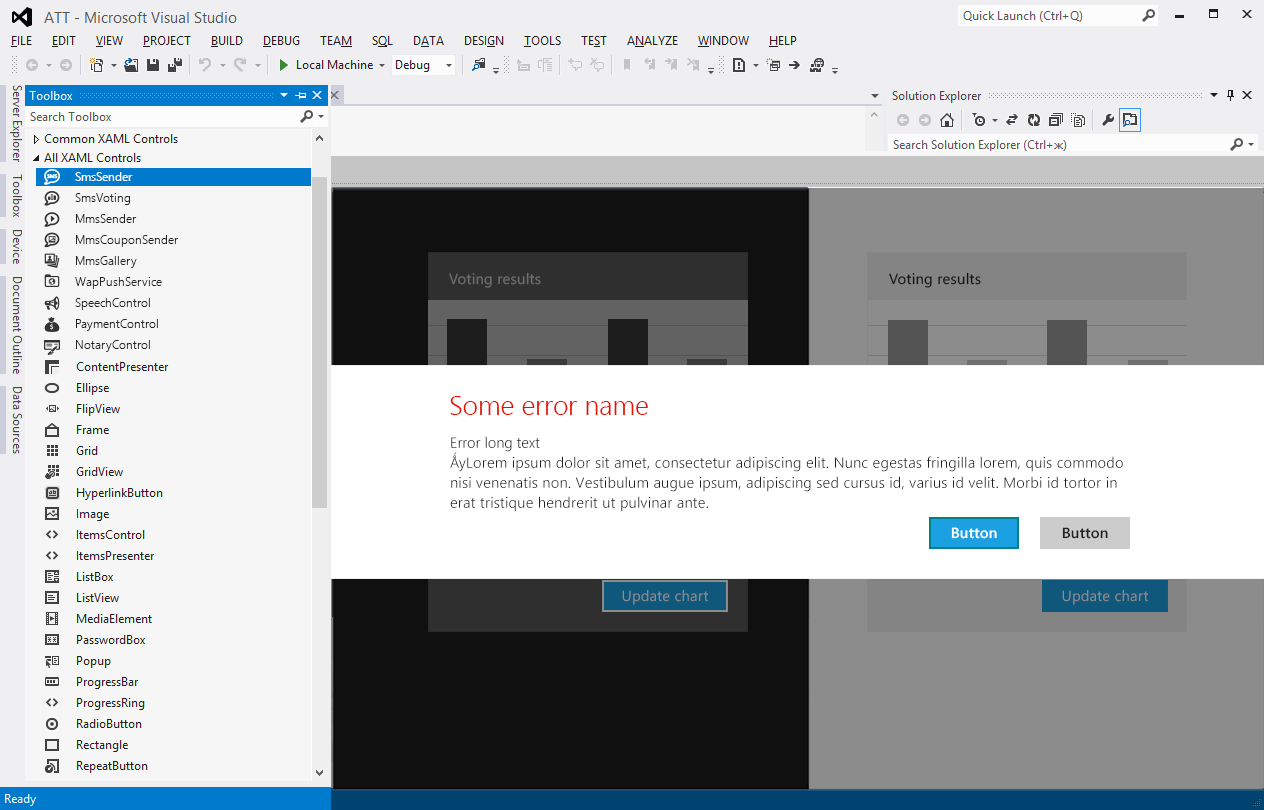 ATT - Microsoft Visual Studio
Quick Launch (Ctrl+Q)
FILE EDIT VIEW PROJECT BUILD DEBUG TEAM SQL DATA DESIGN TOOLS TEST ANALYZE WINDOW HELP
Local Machine Debug
Server Explorer
Toolbox
Device
Document Outline
Data Sources
Toolbox
Search Toolbox
Common XAML Controls
All XAML Controls
SMS SmsSender
SmsVoting
MmsSender
MmsCouponSender
MmsGallery
WapPushService
SpeechControl
PaymentControl
NotaryControl
ContentPresenter
Ellipse
FlipView
Frame
Grid
GridView
HyperlinkButton
Image
ItemsControl
ItemsPresenter
ListBox
ListView
MediaElement
PasswordBox
Popup
ProgressBar
ProgressRing
RadioButton
Rectangle
RepeatButton
Solution Explorer
Search Solution Explorer (Ctrl+ж)
Voting results
Voting results
Some error name
Error long text
ÅyLorem ipsum dolor sit amet, consectetur adipiscing elit. Nunc egestas fringilla lorem, quis commodo
nisi venenatis non. Vestibulum augue ipsum, adipiscing sed cursus id, varius id velit. Morbi id tortor in
erat tristique hendrerit ut pulvinar ante.
Button Button
Update chart
Update chart
Ready